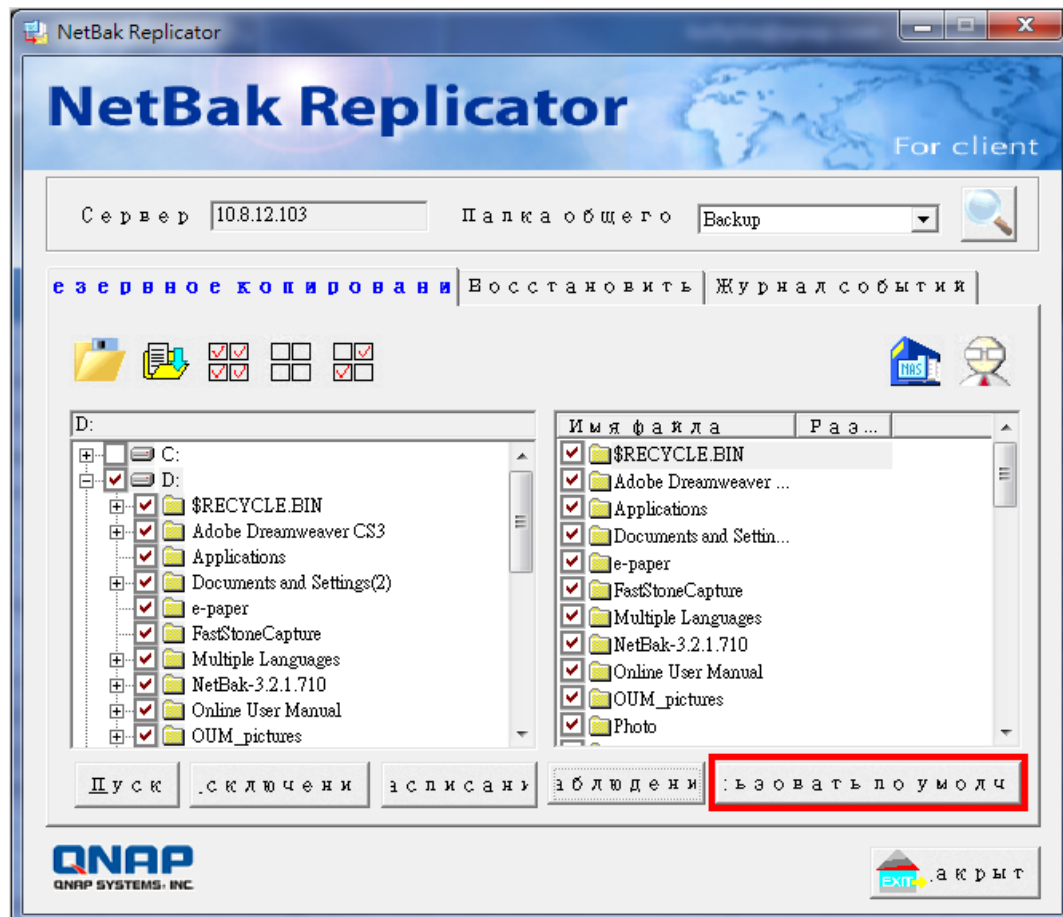 NetBak Replicator
NetBak Replicator
For client
Сервер 10.8.12.103 Папка общего Backup
езервное копировани Восстановить Журнал событий
NAS
D:
C:
D:
$RECYCLE.BIN
Adobe Dreamweaver CS3
Applications
Documents and Settings(2)
e-paper
FastStoneCapture
Multiple Languages
NetBak-3.2.1.710
Online User Manual
OUM_pictures
Имя файла Раз...
$RECYCLE.BIN
Adobe Dreamweaver ...
Applications
Documents and Settin...
e-paper
FastStoneCapture
Multiple Languages
NetBak-3.2.1.710
Online User Manual
OUM_pictures
Photo
Пуск сключени асписани аблюдени ьзовать по умолч
QNAP
QNAP SYSTEMS, INC.
EXIT акрыт